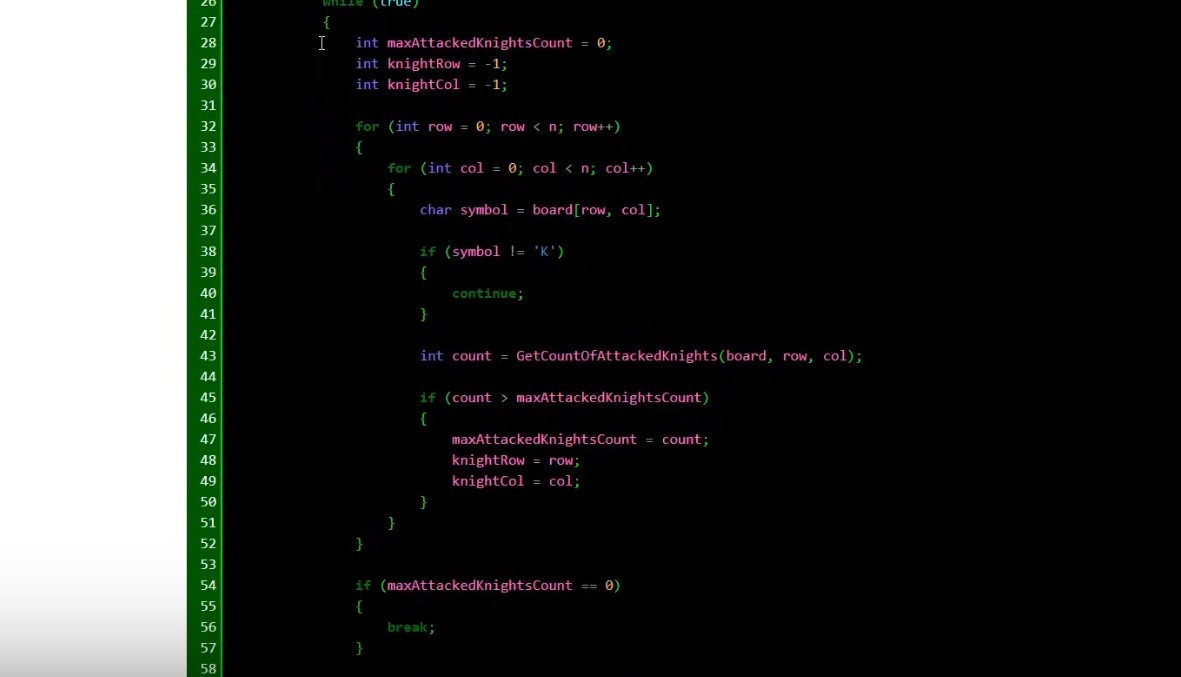 26 while (true)
27 {
28 int maxAttackedKnightsCount = 0;
29 int knightRow = -1;
30 int knightCol = -1;
31
32 for (int row = 0; row < n; row++)
33 {
34 for (int col = 0; col < n; col++)
35 {
36 char symbol = board[row, col];
37
38 if (symbol != 'K')
39 {
40 continue;
41 }
42
43 int count = GetCountOfAttackedKnights(board, row, col);
44
45 if (count > maxAttackedKnightsCount)
46 {
47 maxAttackedKnightsCount = count;
48 knightRow = row;
49 knightCol = col;
50 }
51 }
52 }
53
54 if (maxAttackedKnightsCount == 0)
55 {
56 break;
57 }
58